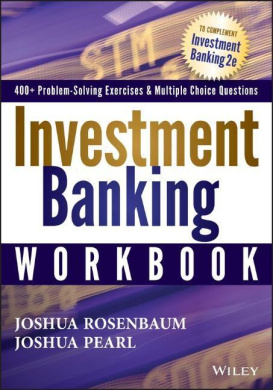 STM
TO COMPLEMENT
Investment
Banking 2e
400+ Problem-Solving Exercises & Multiple Choice Questions
Investment
Banking
WORKBOOK
JOSHUA ROSENBAUM
JOSHUA PEARL
WILEY